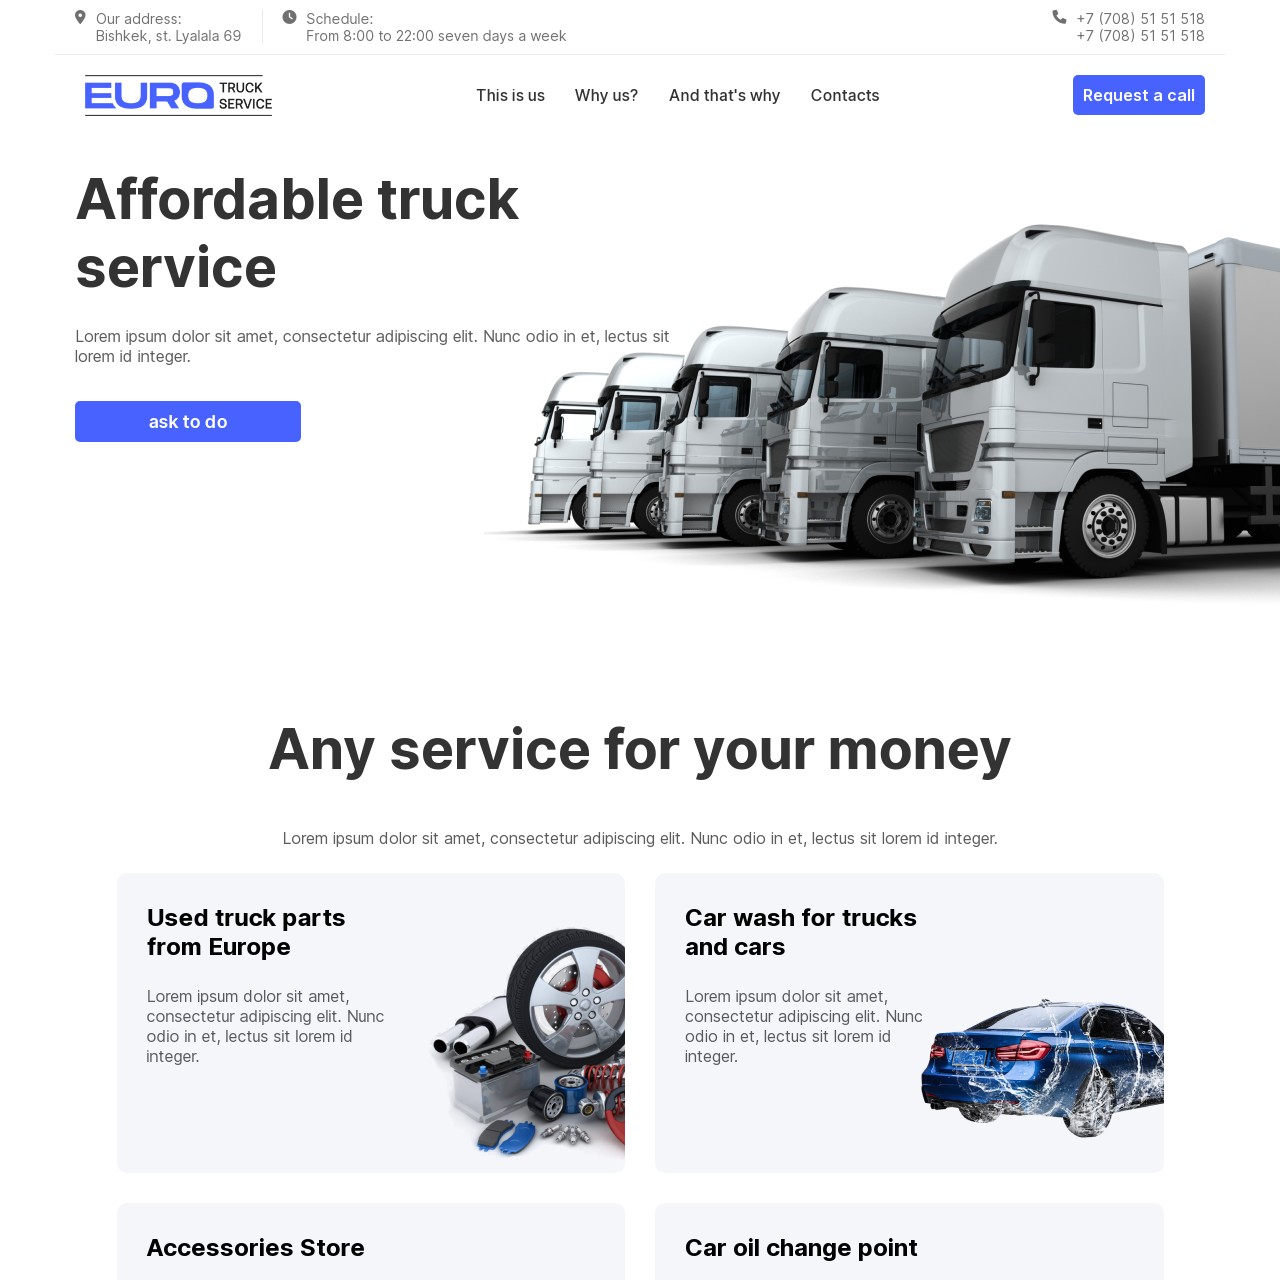 Our address:
Bishkek, st. Lyalala 69
Schedule:
From 8:00 to 22:00 seven days a week
+7 (708) 51 51 518
+7 (708) 51 51 518
EURO TRUCK SERVICE
This is us
Why us?
And that's why
Contacts
Request a call
Affordable truck
service
Lorem ipsum dolor sit amet, consectetur adipiscing elit. Nunc odio in et, lectus sit
lorem id integer.
ask to do
Any service for your money
Lorem ipsum dolor sit amet, consectetur adipiscing elit. Nunc odio in et, lectus sit lorem id integer.
Used truck parts
from Europe
Lorem ipsum dolor sit amet,
consectetur adipiscing elit. Nunc
odio in et, lectus sit lorem id
integer.
Car wash for trucks
and cars
Lorem ipsum dolor sit amet,
consectetur adipiscing elit. Nunc
odio in et, lectus sit lorem id
integer.
Accessories Store
Car oil change point